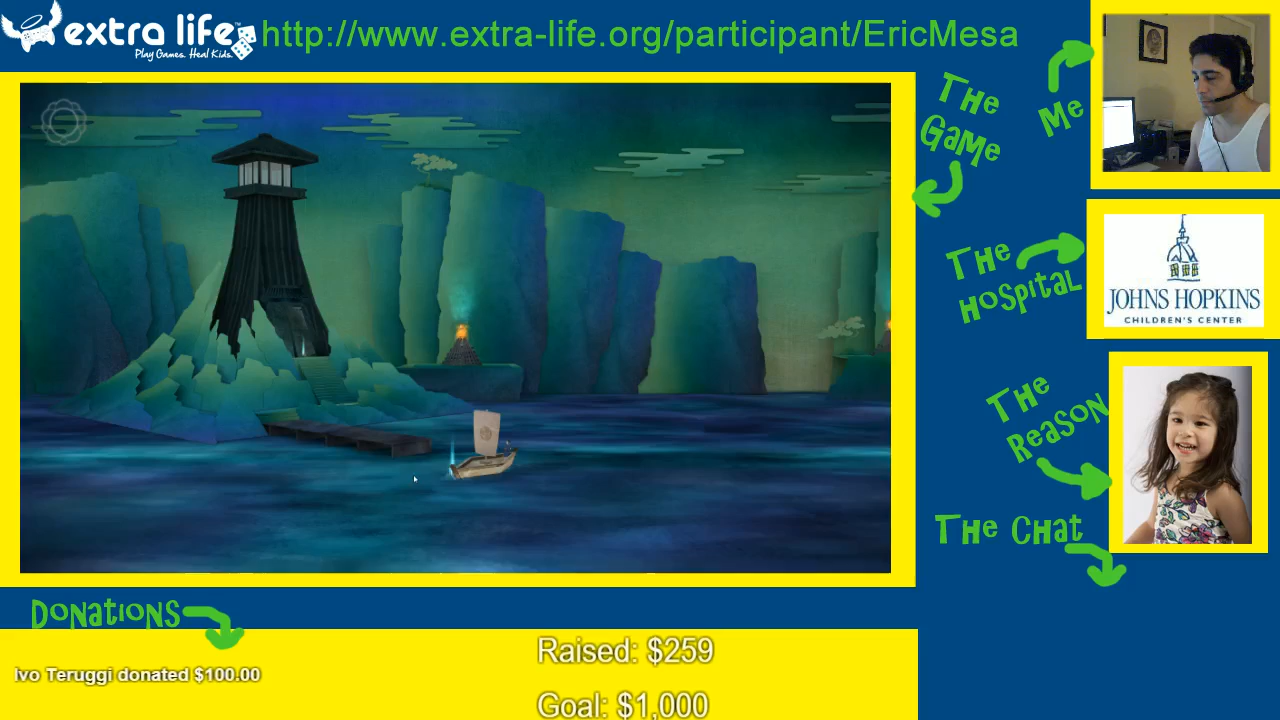 extra life
Play Games. Heal Kids.
http://www.extra-life.org/participant/EricMesa
The
Game
Me
The
Hospital
JOHNS HOPKINS
CHILDREN'S CENTER
The
Reason
The Chat
Donations
Ivo Teruggi donated $100.00
Raised: $259
Goal: $1,000